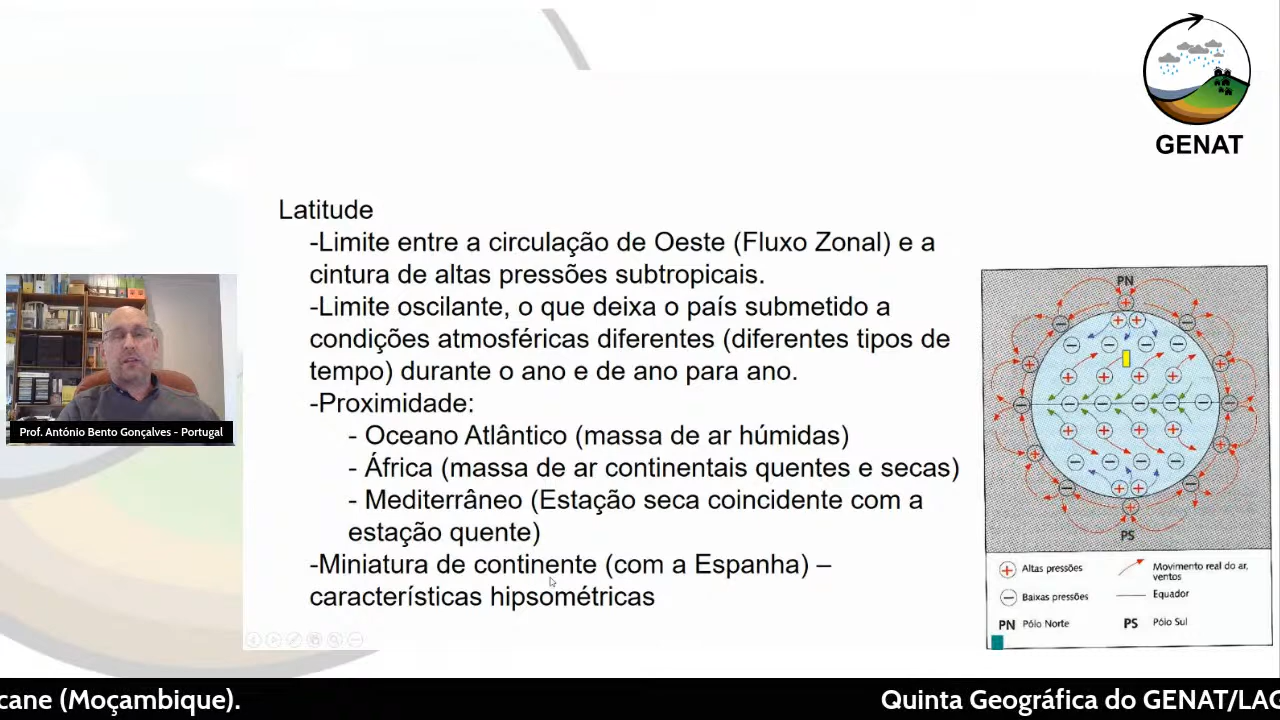 GENAT
Latitude
-Limite entre a circulação de Oeste (Fluxo Zonal) e a
cintura de altas pressões subtropicais.
-Limite oscilante, o que deixa o país submetido a
condições atmosféricas diferentes (diferentes tipos de
tempo) durante o ano e de ano para ano.
-Proximidade:
- Oceano Atlântico (massa de ar húmidas)
- África (massa de ar continentais quentes e secas)
- Mediterrâneo (Estação seca coincidente com a
estação quente)
-Miniatura de continente (com a Espanha) –
características hipsométricas
PN
PS
Altas pressões
Movimento real do ar,
ventos
Baixas pressões
Equador
PN Pólo Norte
PS Pólo Sul
Prof. António Bento Gonçalves - Portugal
cane (Moçambique).
Quinta Geográfica do GENAT/LAC